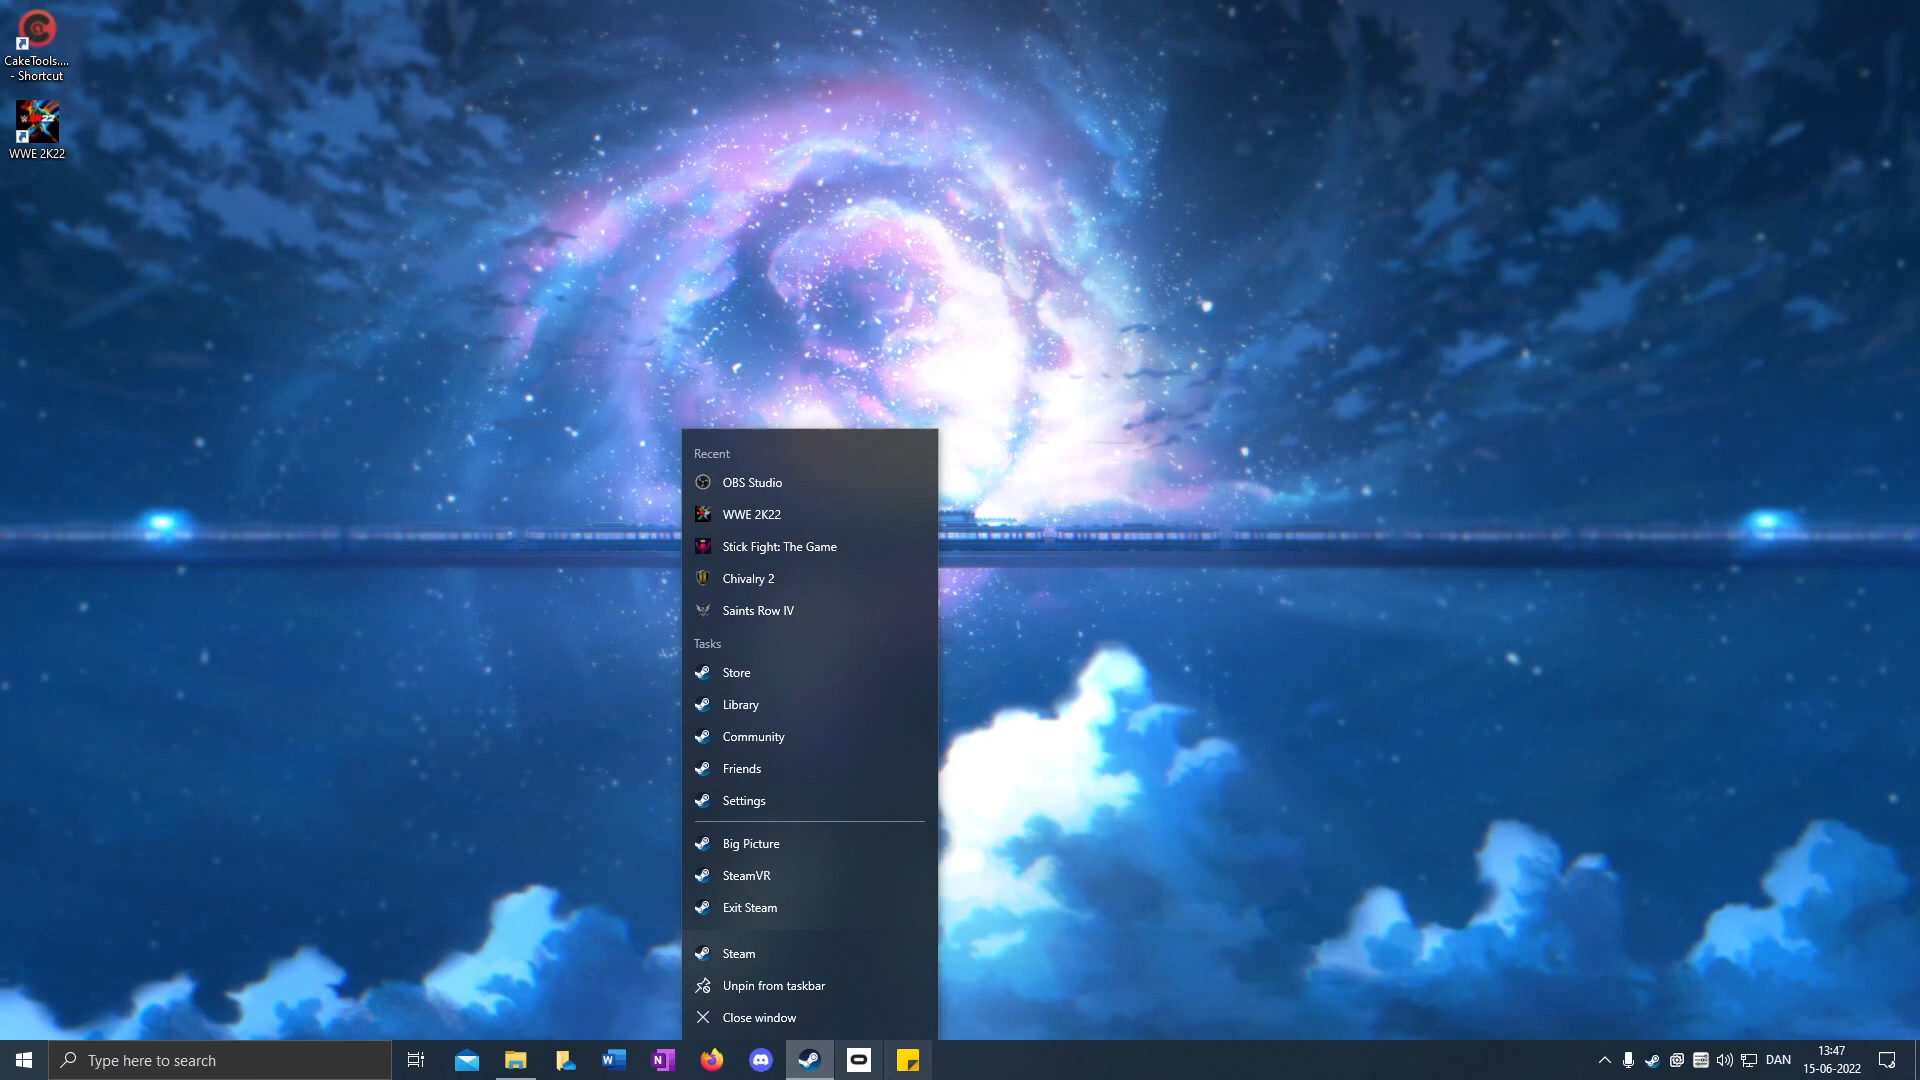 CakeTools....
- Shortcut
WWE 2K22
Recent
OBS Studio
WWE 2K22
Stick Fight: The Game
Chivalry 2
Saints Row IV
Tasks
Store
Library
Community
Friends
Settings
Big Picture
SteamVR
Exit Steam
Steam
Unpin from taskbar
Close window
Type here to search
DAN
13:47
15-06-2022